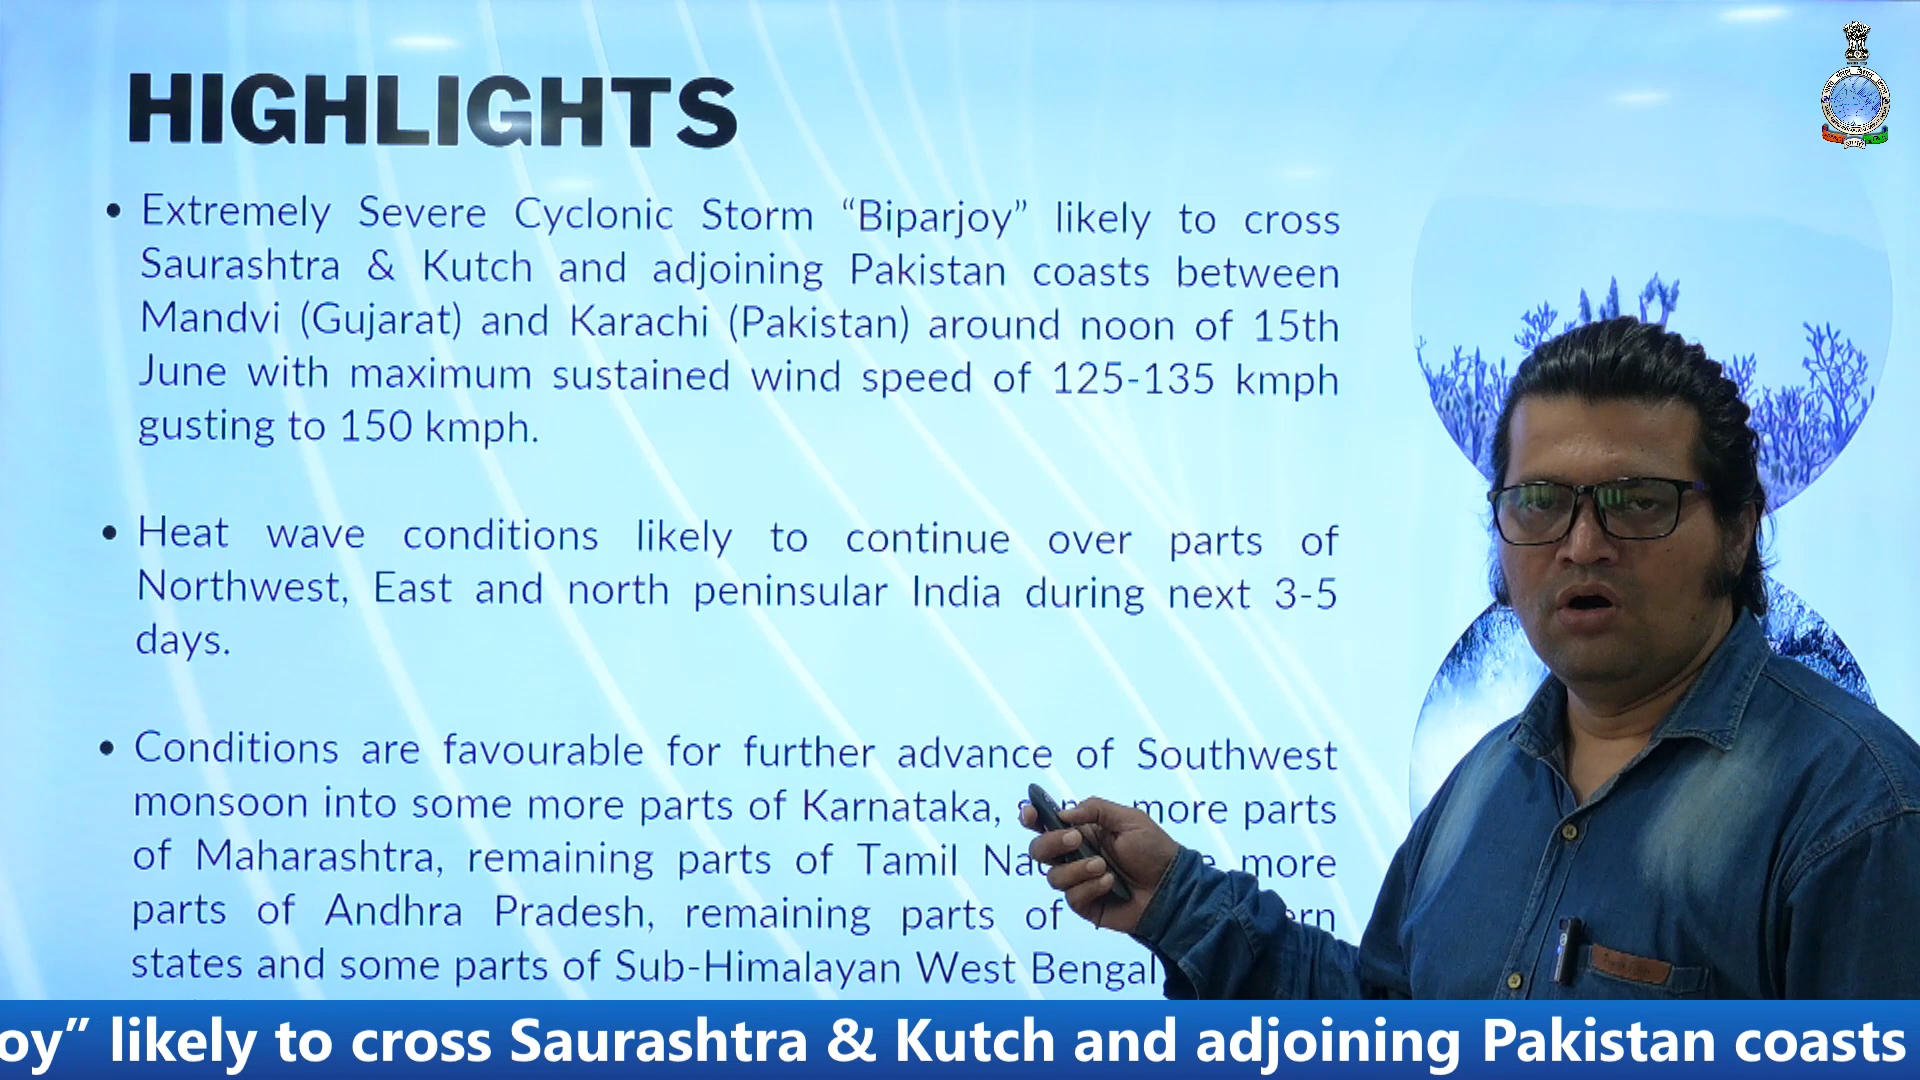 HIGHLIGHTS
• Extremely Severe Cyclonic Storm “Biparjoy” likely to cross
Saurashtra & Kutch and adjoining Pakistan coasts between
Mandvi (Gujarat) and Karachi (Pakistan) around noon of 15th
June with maximum sustained wind speed of 125-135 kmph
gusting to 150 kmph.
• Heat wave conditions likely to continue over parts of
Northwest, East and north peninsular India during next 3-5
days.
• Conditions are favourable for further advance of Southwest
monsoon into some more parts of Karnataka, more parts
of Maharashtra, remaining parts of Tamil more
parts of Andhra Pradesh, remaining parts of
states and some parts of Sub-Himalayan West Bengal
oy” likely to cross Saurashtra & Kutch and adjoining Pakistan coasts